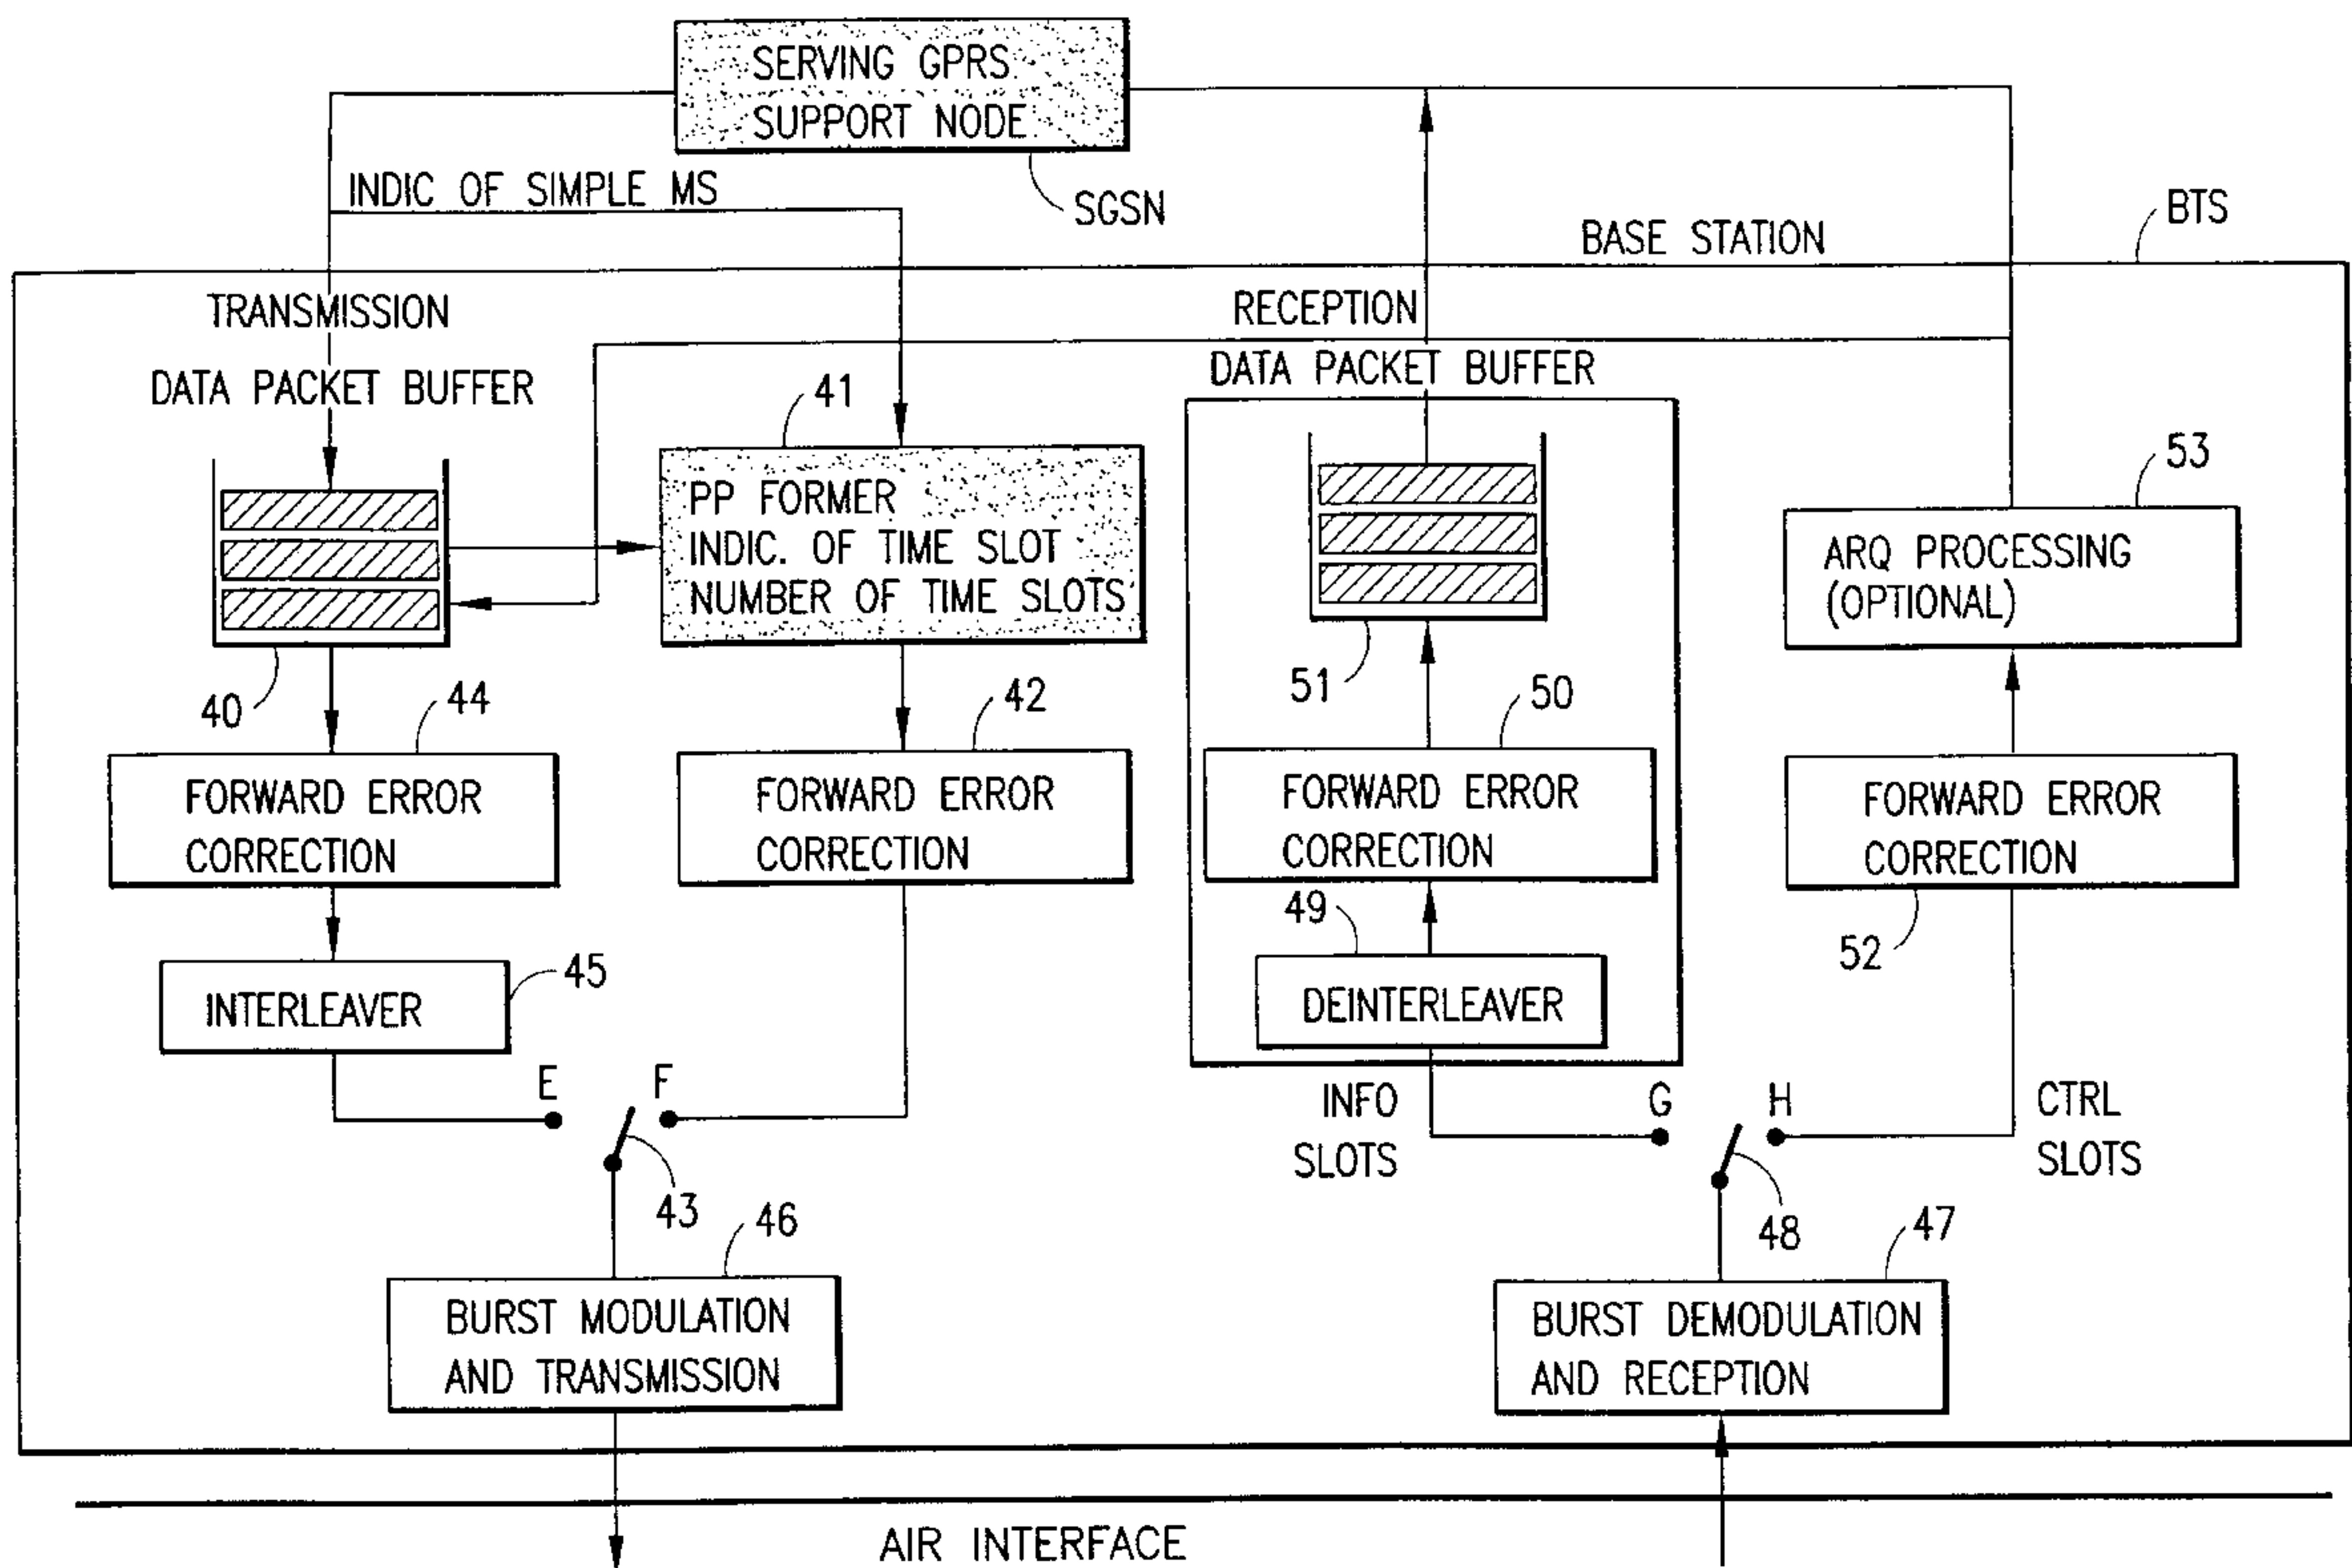 SERVING GPRS
SUPPORT NODE
INDIC OF SIMPLE MS
SGSN
BTS
BASE STATION
TRANSMISSION
RECEPTION
DATA PACKET BUFFER
DATA PACKET BUFFER
41
53
PP FORMER
INDIC. OF TIME SLOT
NUMBER OF TIME SLOTS
ARQ PROCESSING
(OPTIONAL)
40
44
42
51
50
FORWARD ERROR
CORRECTION
FORWARD ERROR
CORRECTION
FORWARD ERROR
CORRECTION
FORWARD ERROR
CORRECTION
49
52
45
INTERLEAVER
DEINTERLEAVER
E
F
INFO
SLOTS
G
H
CTRL
SLOTS
43
48
46
47
BURST MODULATION
AND TRANSMISSION
BURST DEMODULATION
AND RECEPTION
AIR INTERFACE